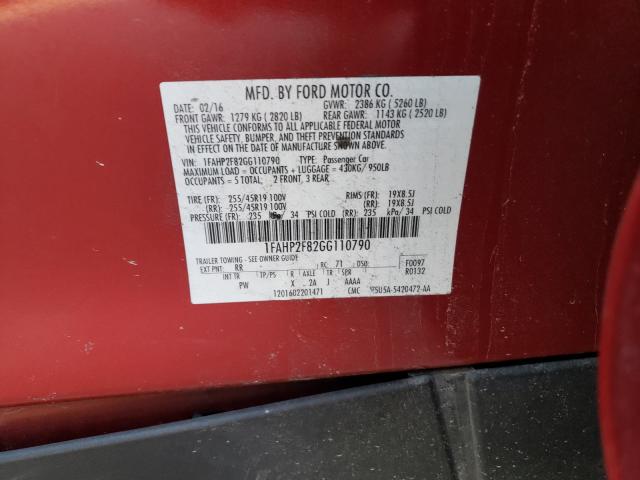 MFD. BY FORD MOTOR CO.
DATE: 02/16 GVWR: 2386 KG (5260 LB)
FRONT GAWR: 1279 KG (2820 LB) REAR GAWR: 1143 KG (2520 LB)
THIS VEHICLE CONFORMS TO ALL APPLICABLE FEDERAL MOTOR
VEHICLE SAFETY, BUMPER, AND THEFT PREVENTION STANDARDS
IN EFFECT ON THE DATE OF MANUFACTURE SHOWN ABOVE.
VIN: 1FAHP2F82GG110790 TYPE: Passenger Car
MAXIMUM LOAD = OCCUPANTS + LUGGAGE = 430KG/950LB
OCCUPANTS = 5 TOTAL: 2 FRONT, 3 REAR
TIRE (FR): 255/45R19 100V RIMS (FR): 19X8.5J
(RR): 255/45R19 100V (RR): 19X8.5J
PRESSURE (FR): 235 kPa/ 34 PSI COLD (RR): 235 kPa/ 34 PSI COLD
1FAHP2F82GG110790
TRAILER TOWING - SEE OWNER GUIDE
EXT PNT: RR RC: 71 DSO: F0097
R0132
INT TR TP/PS R AXLE TR SPR
PW X 2A J AAAA
1201602201471 CMC 5U5A-5420472-AA